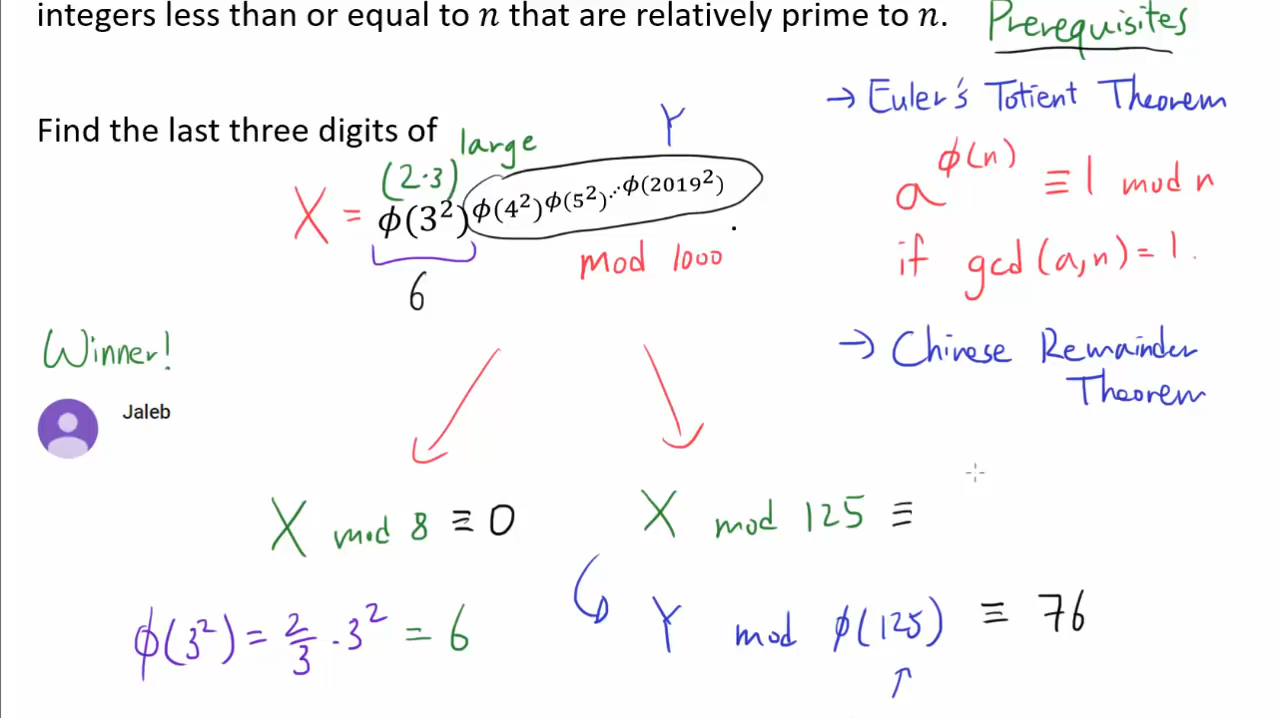 integers less than or equal to n that are relatively prime to n.
Prerequisites
→ Euler's Totient Theorem
a^ϕ(n) ≡ 1 mod n
if gcd(a,n) = 1.
→ Chinese Remainder
Theorem
Find the last three digits of
large
Y
(2·3)
X = ϕ(3²)^ϕ(4²)^ϕ(5²)^⋰^ϕ(2019²).
6
mod 1000
Winner!
Jaleb
X mod 8 ≡ 0
X mod 125 ≡
ϕ(3²) = 2/3 · 3² = 6
Y mod ϕ(125) ≡ 76
↑